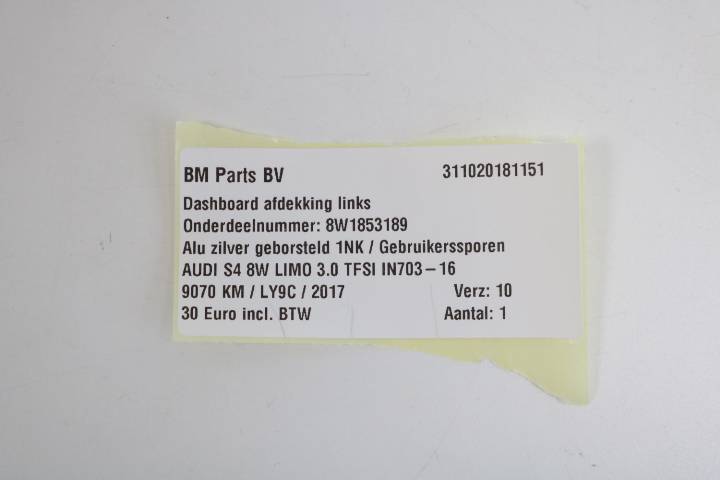 BM Parts BV 311020181151
Dashboard afdekking links
Onderdeelnummer: 8W1853189
Alu zilver geborsteld 1NK / Gebruikerssporen
AUDI S4 8W LIMO 3.0 TFSI IN703-16
9070 KM / LY9C / 2017 Verz: 10
30 Euro incl. BTW Aantal: 1